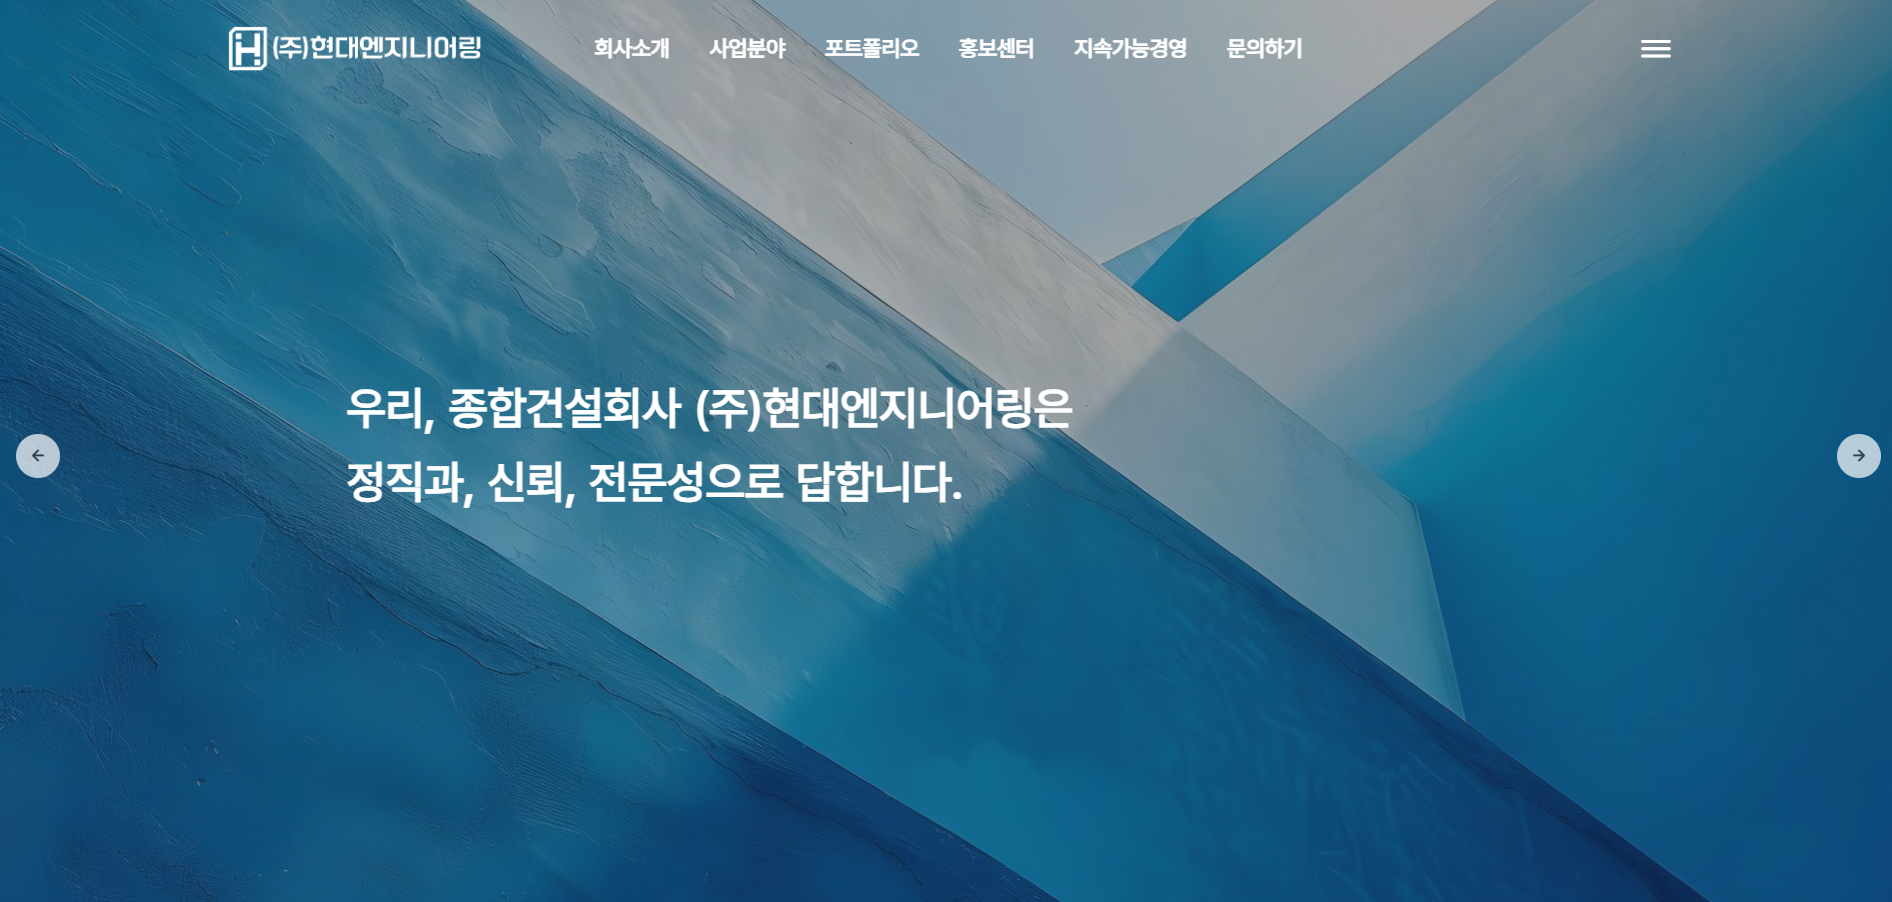 (주)현대엔지니어링
회사소개 사업분야 포트폴리오 홍보센터 지속가능경영 문의하기
우리, 종합건설회사 (주)현대엔지니어링은
정직과, 신뢰, 전문성으로 답합니다.